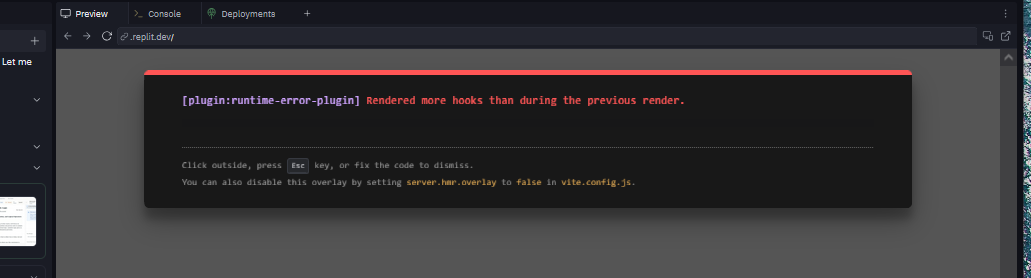 Preview
Console
Deployments
.replit.dev/
Let me
[plugin:runtime-error-plugin] Rendered more hooks than during the previous render.
Click outside, press Esc key, or fix the code to dismiss.
You can also disable this overlay by setting server.hmr.overlay to false in vite.config.js.